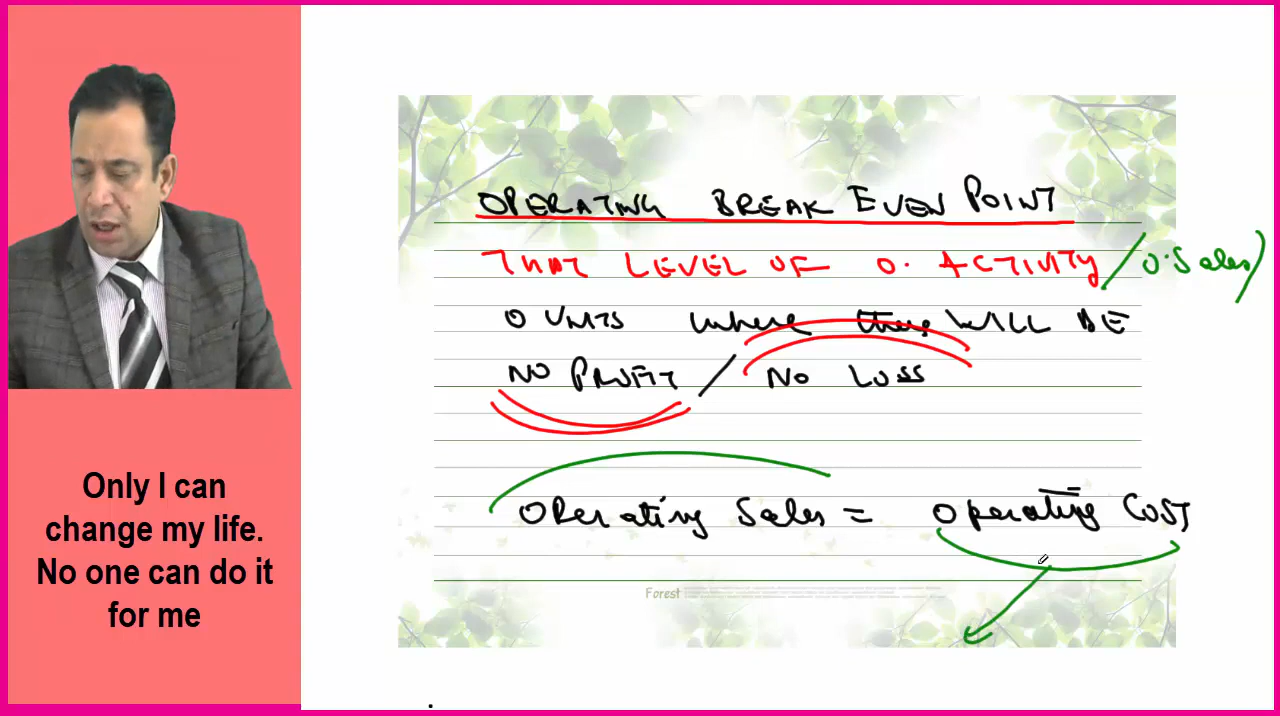 OPERATING BREAK EVEN POINT
THAT LEVEL OF O. ACTIVITY / O.Sales)
O UNITS where there WILL BE
NO PROFIT / NO LOSS
Operating Sales = Operating COST
Forest
Only I can
change my life.
No one can do it
for me